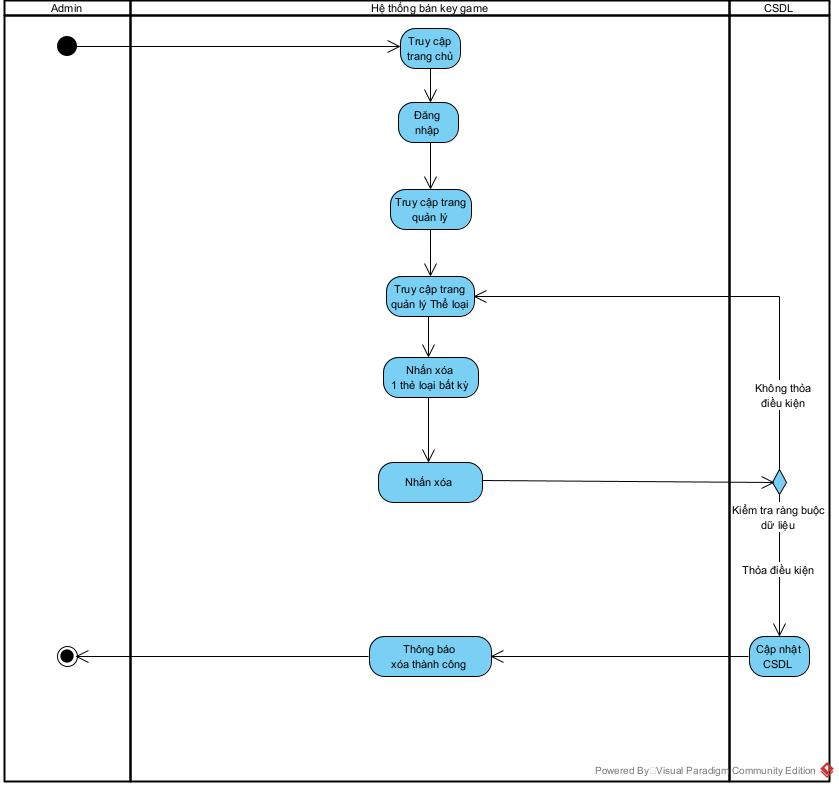 Admin
Hệ thống bán key game
CSDL
Truy cập
trang chủ
Đăng
nhập
Truy cập trang
quản lý
Truy cập trang
quản lý Thể loại
Nhấn xóa
1 thẻ loại bất kỳ
Không thỏa
điều kiện
Nhấn xóa
Kiểm tra ràng buộc
dữ liệu
Thỏa điều kiện
Thông báo
xóa thành công
Cập nhật
CSDL
Powered By Visual Paradigm Community Edition